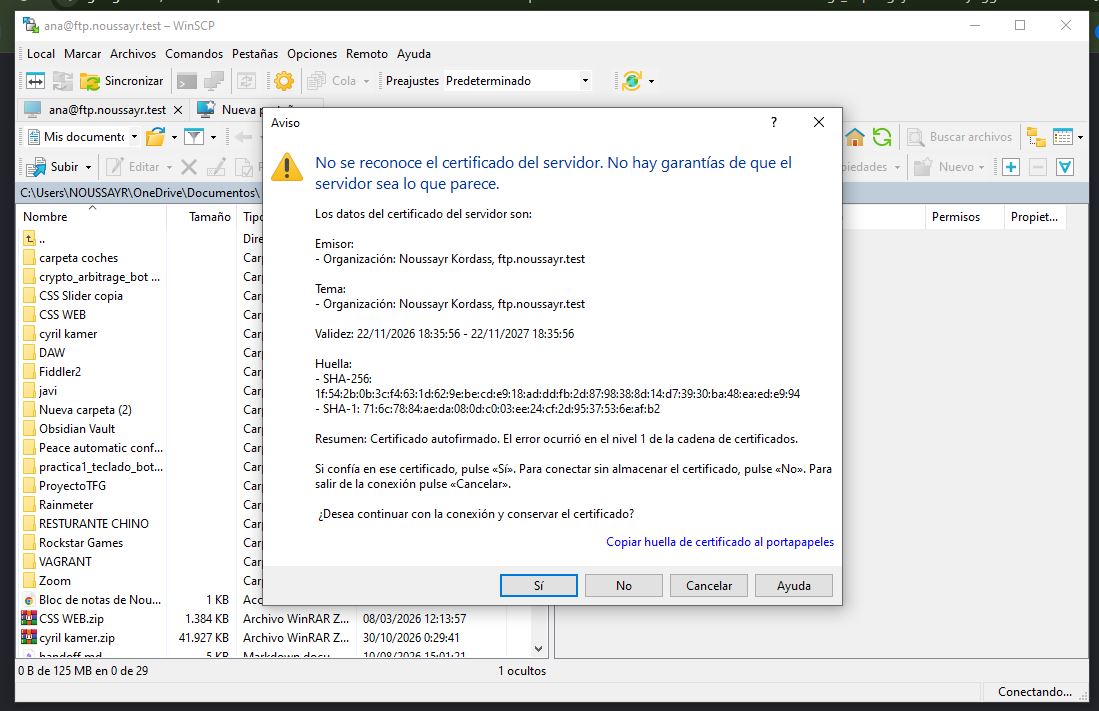 ana@ftp.noussayr.test – WinSCP
Local Marcar Archivos Comandos Pestañas Opciones Remoto Ayuda
Sincronizar Cola Preajustes Predeterminado
ana@ftp.noussayr.test Nueva
Mis documento Buscar archivos
Subir Editar Nuevo
C:\Users\NOUSSAYR\OneDrive\Documentos\
Nombre Tamaño Permisos Propiet...
..
carpeta coches
crypto_arbitrage_bot ...
CSS Slider copia
CSS WEB
cyril kamer
DAW
Fiddler2
javi
Nueva carpeta (2)
Obsidian Vault
Peace automatic conf...
practica1_teclado_bot...
ProyectoTFG
Rainmeter
RESTURANTE CHINO
Rockstar Games
VAGRANT
Zoom
Bloc de notas de Nou... 1 KB
CSS WEB.zip 1.384 KB Archivo WinRAR Z... 08/03/2026 12:13:57
cyril kamer.zip 41.927 KB Archivo WinRAR Z... 30/10/2026 0:29:41
0 B de 125 MB en 0 de 29 1 ocultos
Conectando...
Aviso
No se reconoce el certificado del servidor. No hay garantías de que el
servidor sea lo que parece.
Los datos del certificado del servidor son:
Emisor:
- Organización: Noussayr Kordass, ftp.noussayr.test
Tema:
- Organización: Noussayr Kordass, ftp.noussayr.test
Validez: 22/11/2026 18:35:56 - 22/11/2027 18:35:56
Huella:
- SHA-256:
1f:54:2b:0b:3c:f4:63:1d:62:9e:be:cd:e9:18:ad:dd:fb:2d:87:98:38:8d:14:d7:39:30:ba:48:ea:ed:e9:94
- SHA-1: 71:6c:78:84:ae:da:08:0d:c0:03:ee:24:cf:2d:95:37:53:6e:af:b2
Resumen: Certificado autofirmado. El error ocurrió en el nivel 1 de la cadena de certificados.
Si confía en ese certificado, pulse «Sí». Para conectar sin almacenar el certificado, pulse «No». Para
salir de la conexión pulse «Cancelar».
¿Desea continuar con la conexión y conservar el certificado?
Copiar huella de certificado al portapapeles
Sí No Cancelar Ayuda